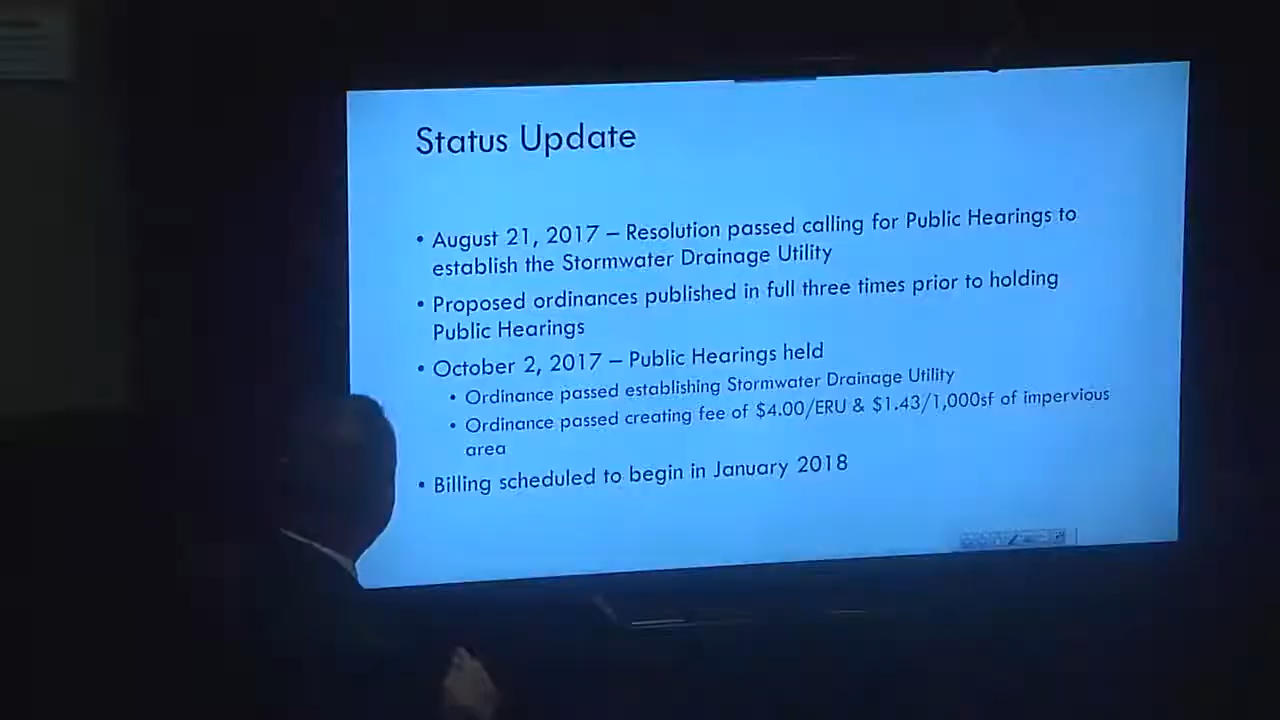 Status Update
• August 21, 2017 – Resolution passed calling for Public Hearings to
establish the Stormwater Drainage Utility
• Proposed ordinances published in full three times prior to holding
Public Hearings
• October 2, 2017 – Public Hearings held
• Ordinance passed establishing Stormwater Drainage Utility
• Ordinance passed creating fee of $4.00/ERU & $1.43/1,000sf of impervious
area
• Billing scheduled to begin in January 2018